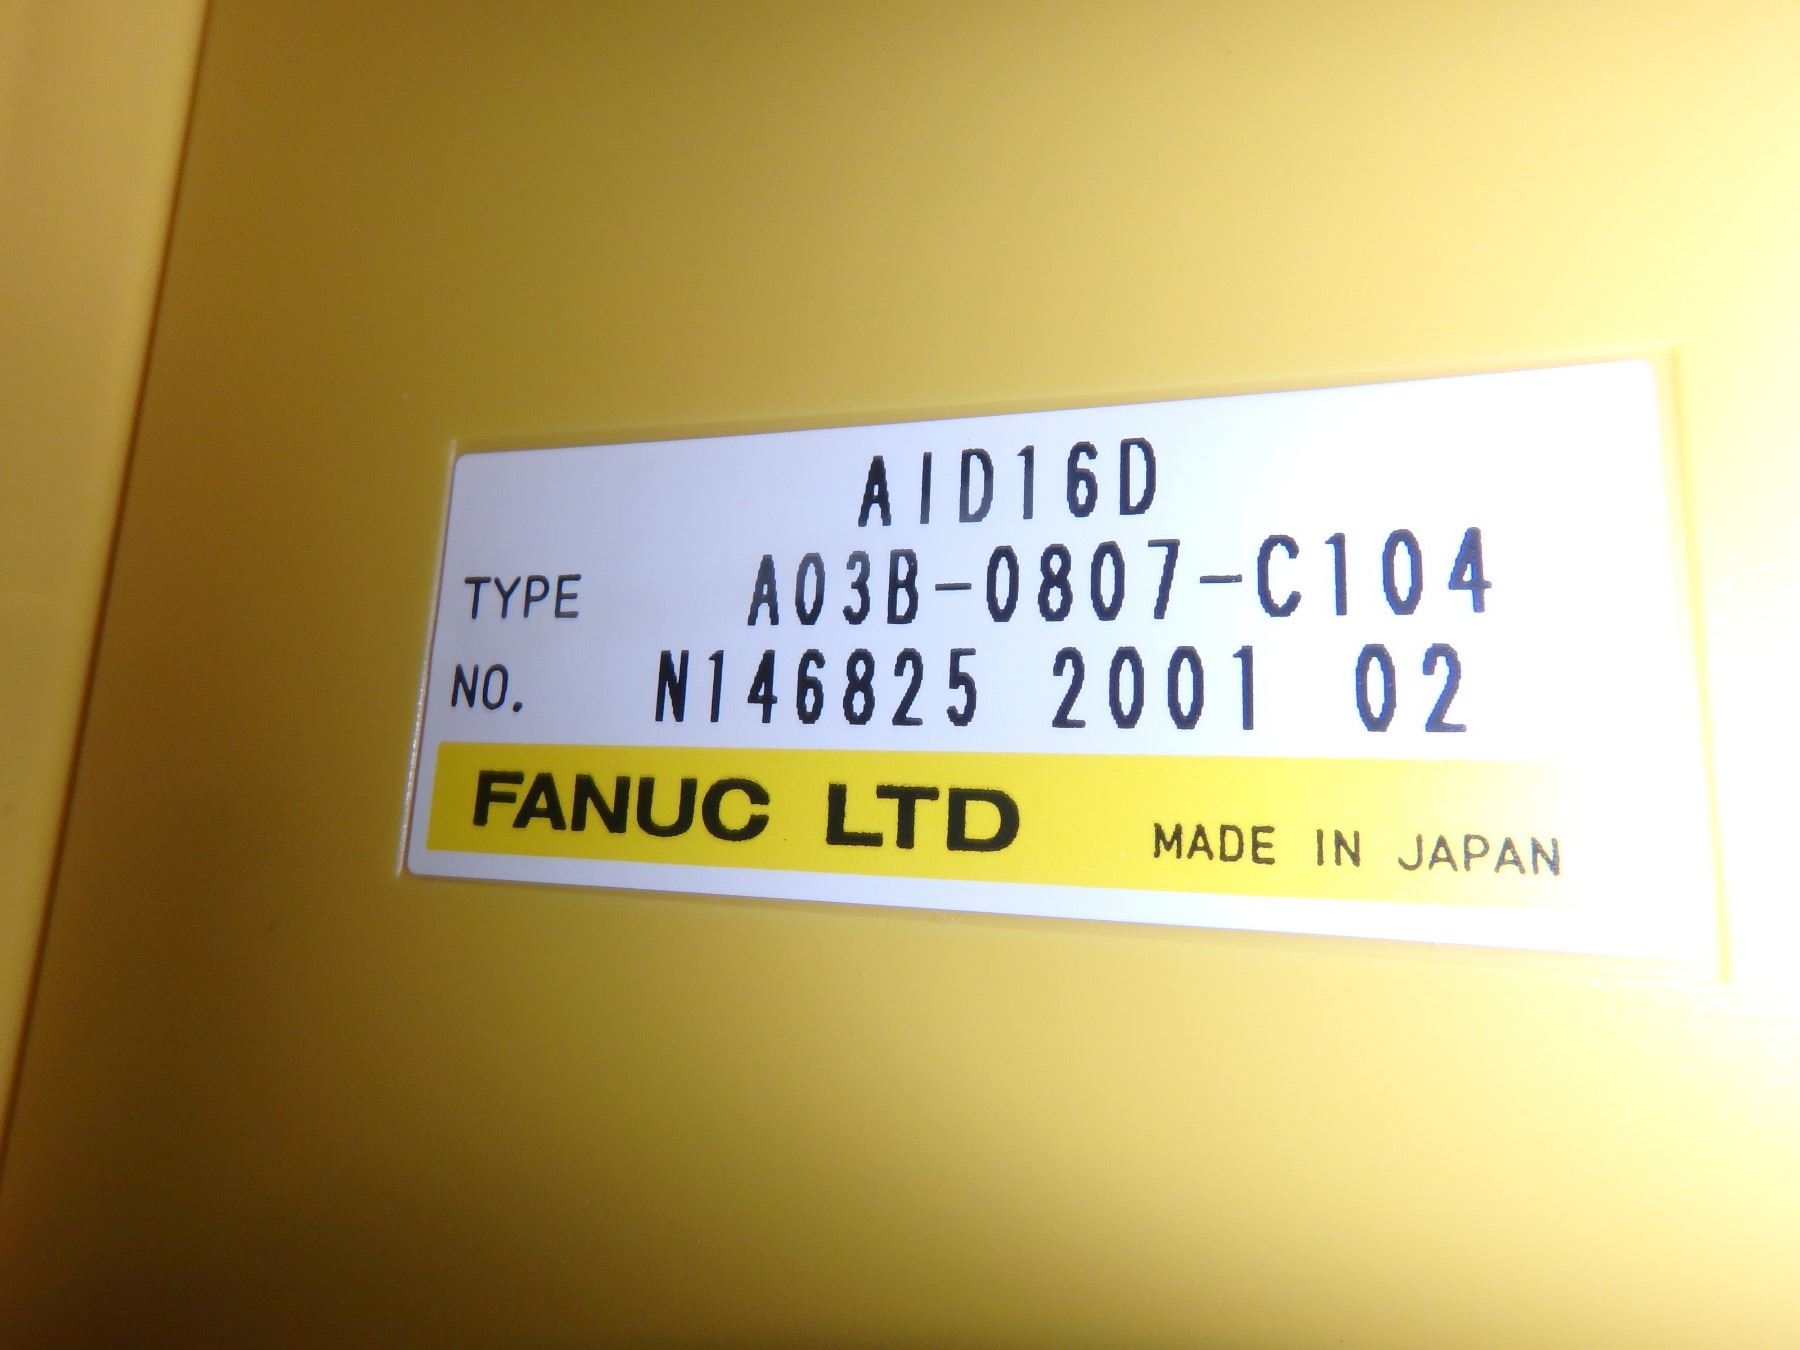 AID16D
TYPE A03B-0807-C104
NO. N146825 2001 02
FANUC LTD MADE IN JAPAN